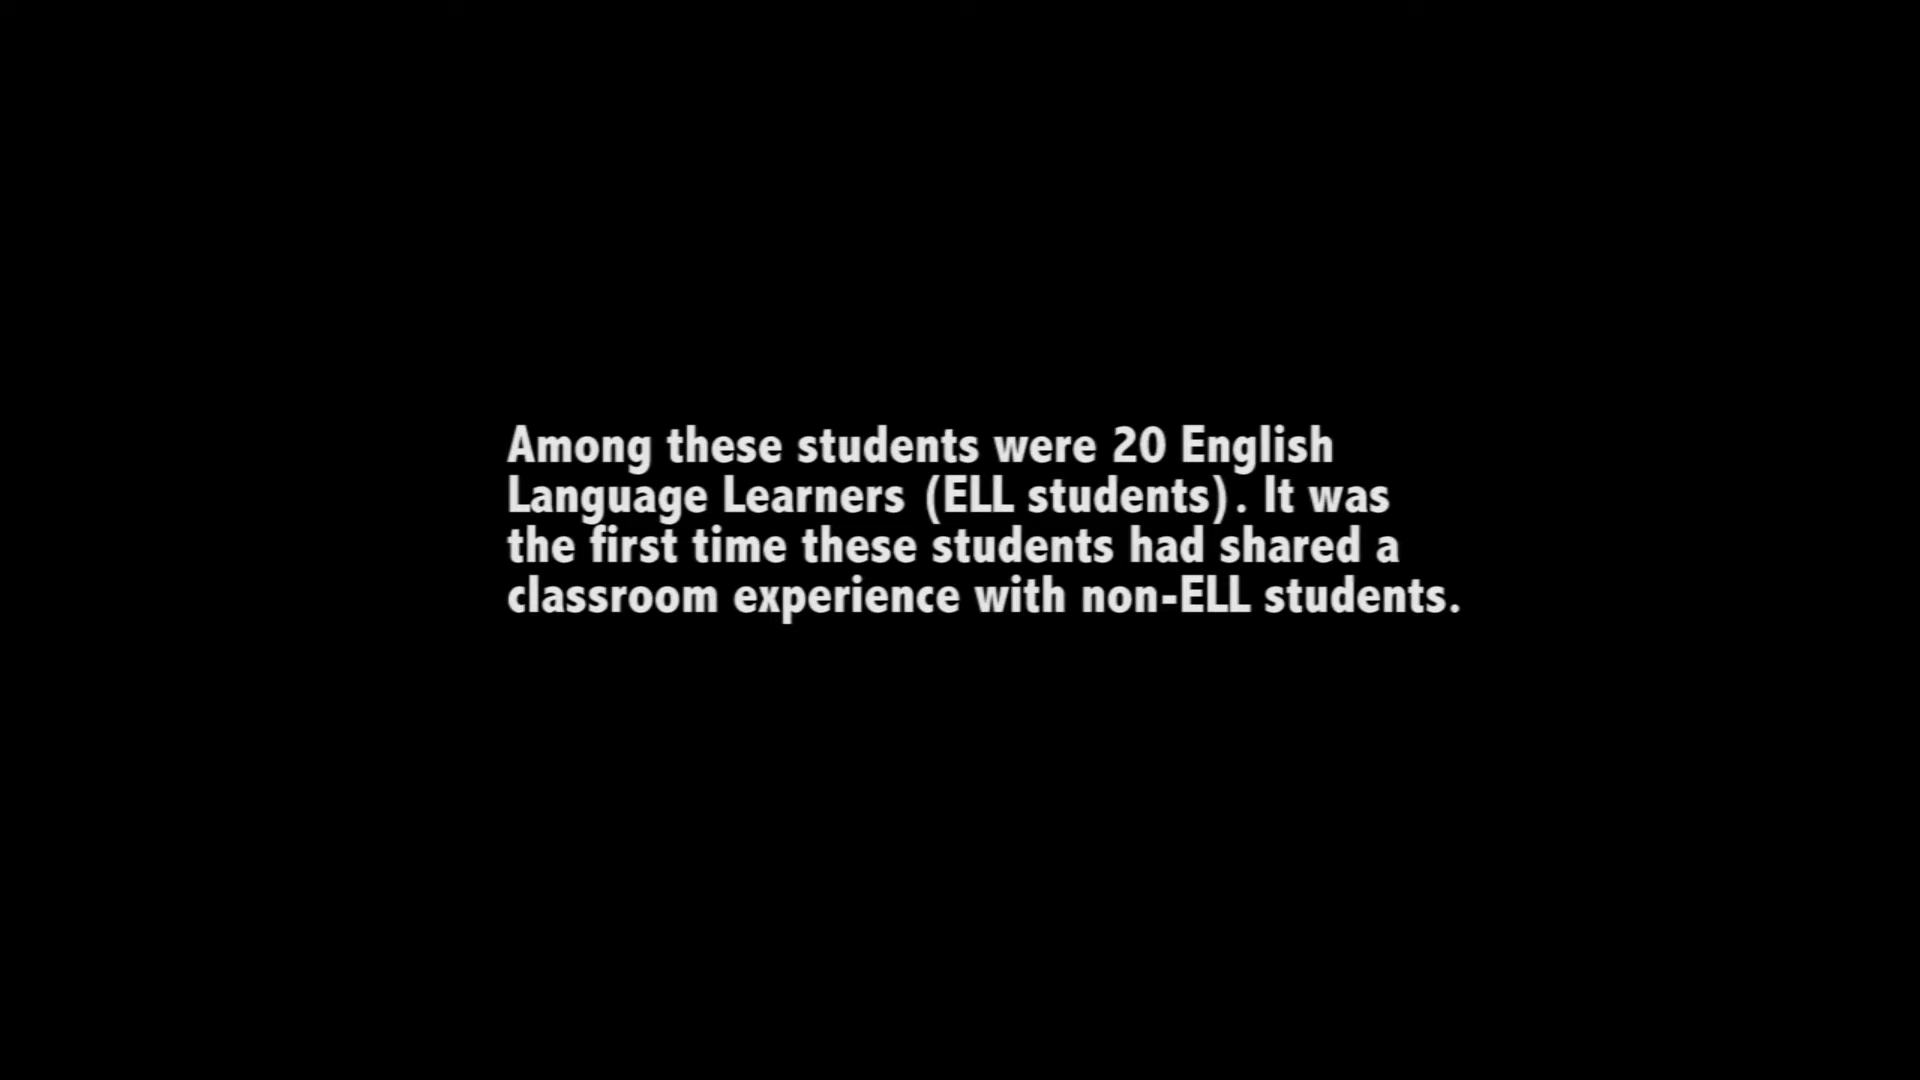 Among these students were 20 English
Language Learners (ELL students). It was
the first time these students had shared a
classroom experience with non-ELL students.